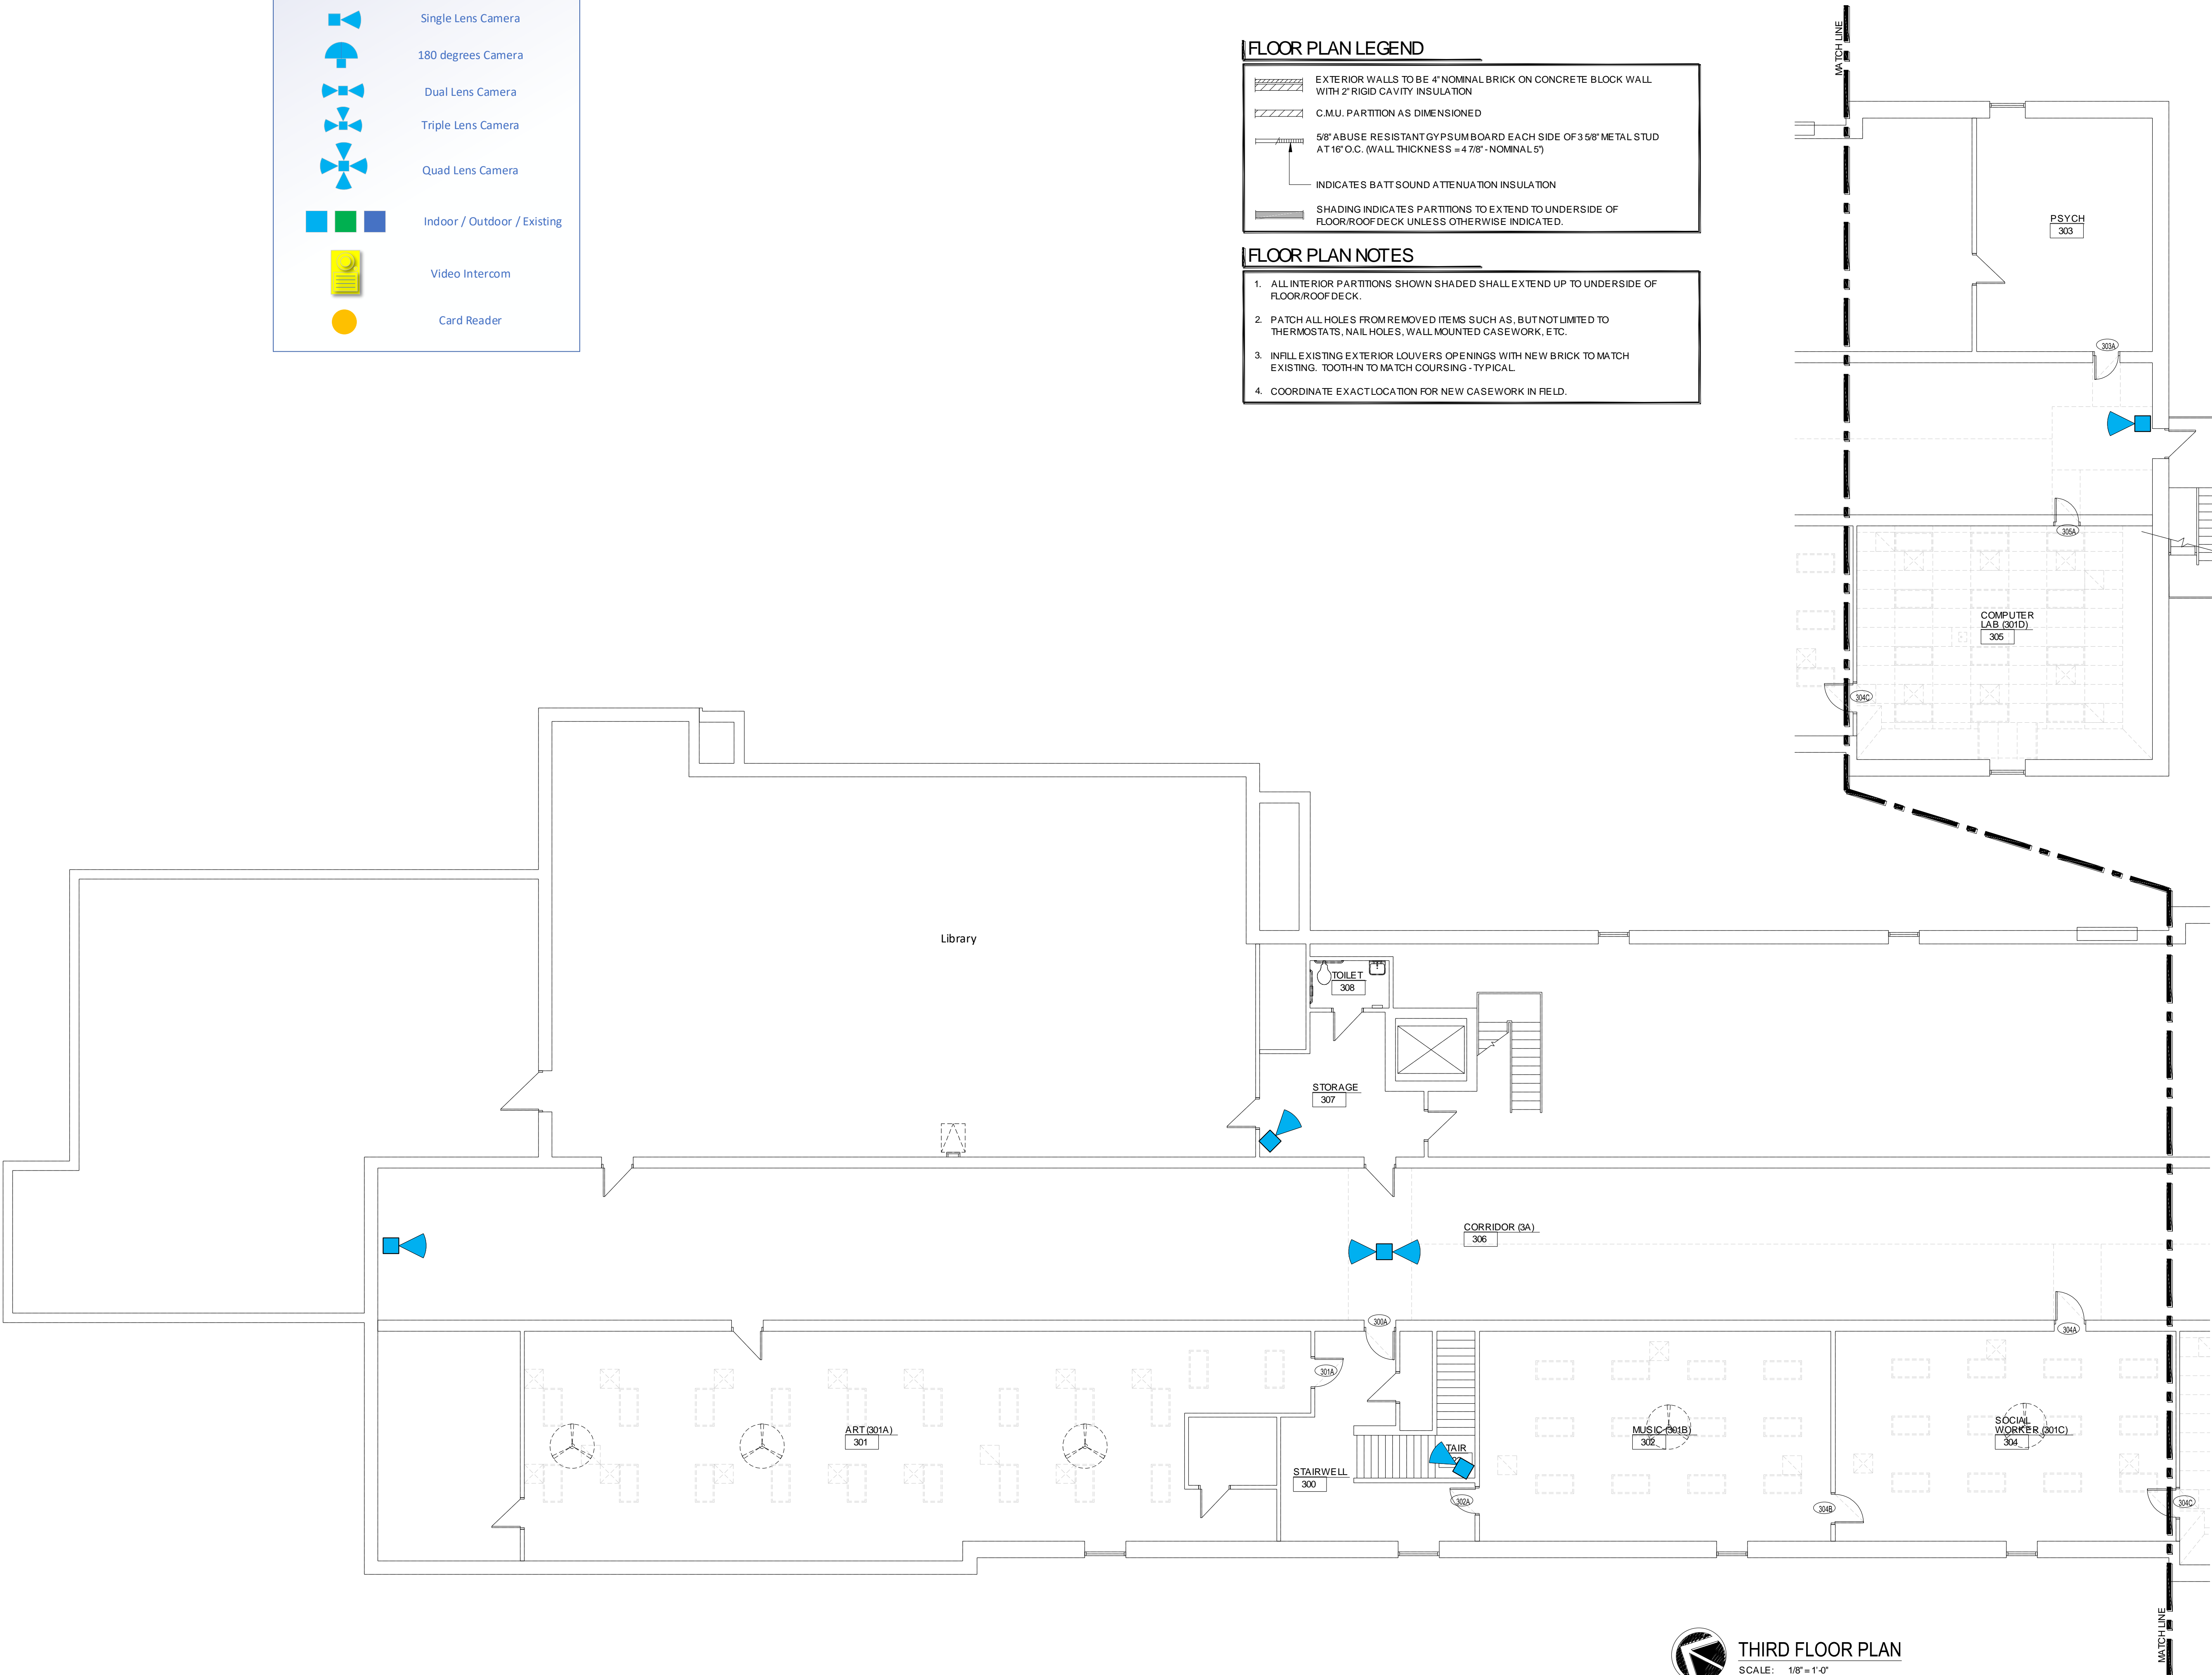 Single Lens Camera
180 degrees Camera
Dual Lens Camera
Triple Lens Camera
Quad Lens Camera
Indoor / Outdoor / Existing
Video Intercom
Card Reader
FLOOR PLAN LEGEND
EXTERIOR WALLS TO BE 4" NOMINAL BRICK ON CONCRETE BLOCK WALL
WITH 2" RIGID CAVITY INSULATION
C.M.U. PARTITION AS DIMENSIONED
5/8" ABUSE RESISTANT GYPSUM BOARD EACH SIDE OF 3 5/8" METAL STUD
AT 16" O.C. (WALL THICKNESS = 4 7/8" - NOMINAL 5")
INDICATES BATT SOUND ATTENUATION INSULATION
SHADING INDICATES PARTITIONS TO EXTEND TO UNDERSIDE OF
FLOOR/ROOF DECK UNLESS OTHERWISE INDICATED.
FLOOR PLAN NOTES
1. ALL INTERIOR PARTITIONS SHOWN SHADED SHALL EXTEND UP TO UNDERSIDE OF
FLOOR/ROOF DECK.
2. PATCH ALL HOLES FROM REMOVED ITEMS SUCH AS, BUT NOT LIMITED TO
THERMOSTATS, NAIL HOLES, WALL MOUNTED CASEWORK, ETC.
3. INFILL EXISTING EXTERIOR LOUVERS OPENINGS WITH NEW BRICK TO MATCH
EXISTING. TOOTH-IN TO MATCH COURSING - TYPICAL.
4. COORDINATE EXACT LOCATION FOR NEW CASEWORK IN FIELD.
MATCH LINE
PSYCH
303
303A
305A
COMPUTER
LAB (301D)
305
304C
Library
TOILET
308
STORAGE
307
CORRIDOR (3A)
306
300A
304A
301A
ART (301A)
301
STAIRWELL
300
TAIR
302A
MUSIC (301B)
302
304B
SOCIAL
WORKER (301C)
304
304C
MATCH LINE
THIRD FLOOR PLAN
SCALE: 1/8" = 1'-0"